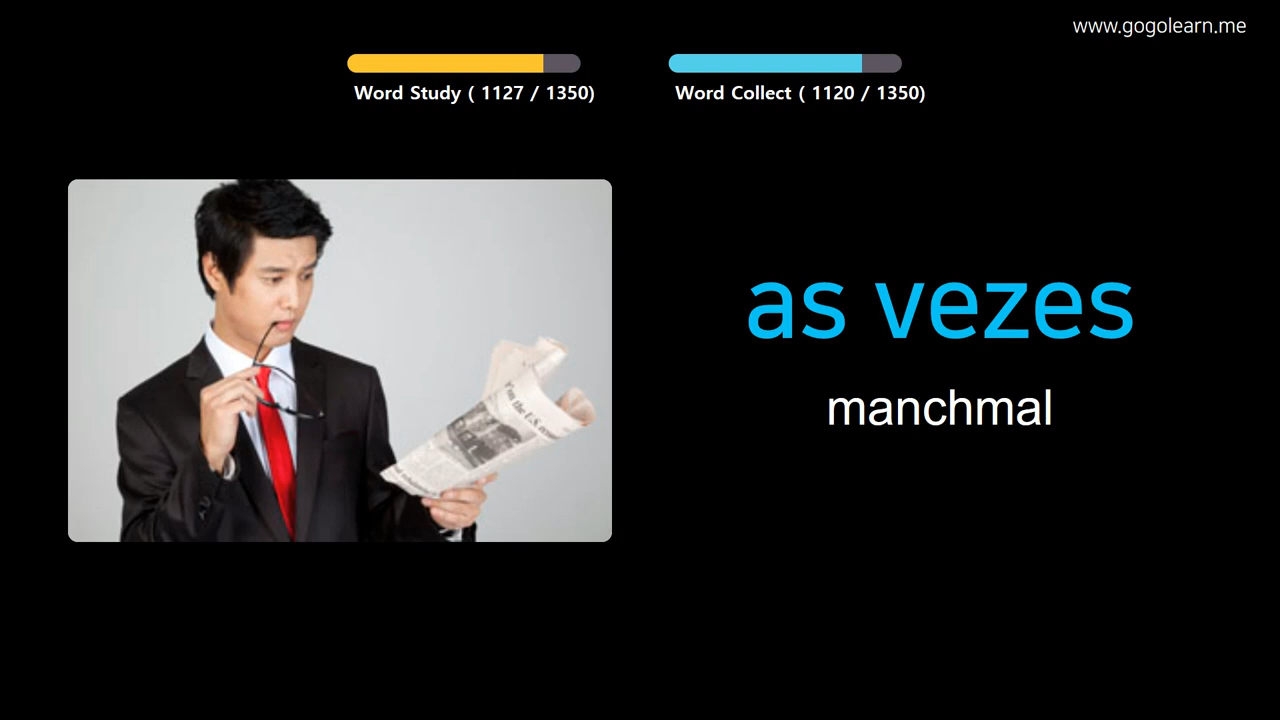 www.gogolearn.me
Word Study ( 1127 / 1350)
Word Collect ( 1120 / 1350)
as vezes
manchmal